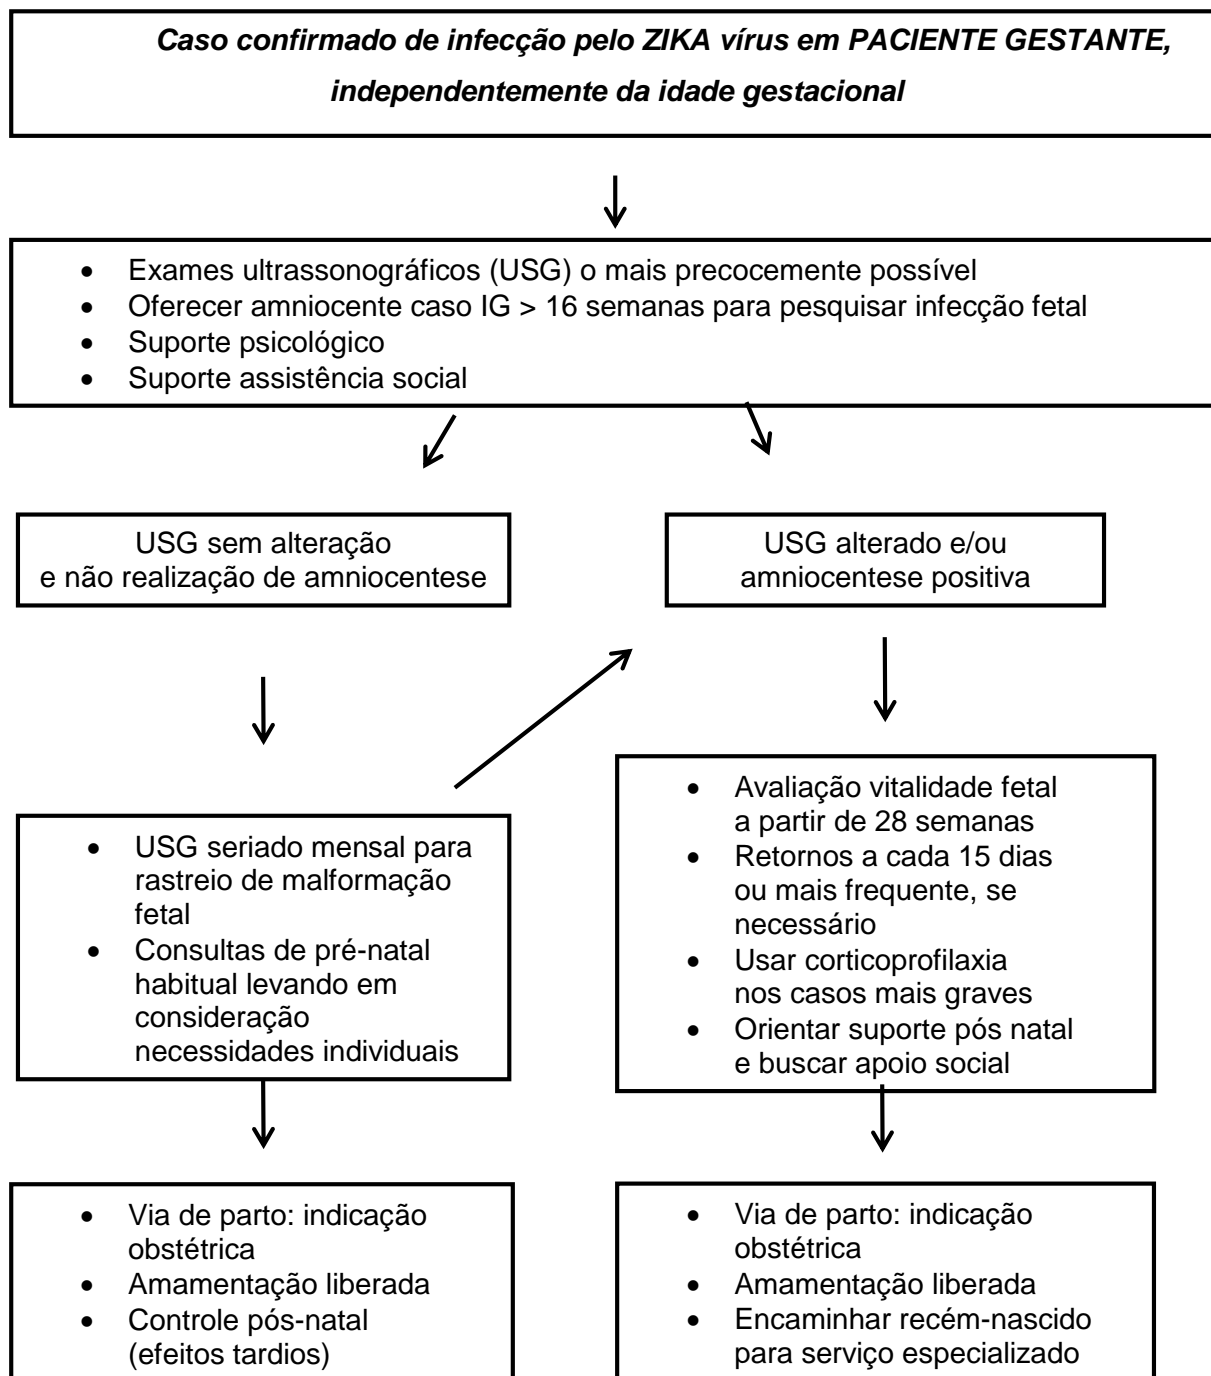 Caso confirmado de infecção pelo ZIKA vírus em PACIENTE GESTANTE,
independentemente da idade gestacional
• Exames ultrassonográficos (USG) o mais precocemente possível
• Oferecer amniocente caso IG > 16 semanas para pesquisar infecção fetal
• Suporte psicológico
• Suporte assistência social
USG sem alteração
e não realização de amniocentese
USG alterado e/ou
amniocentese positiva
• USG seriado mensal para
rastreio de malformação
fetal
• Consultas de pré-natal
habitual levando em
consideração
necessidades individuais
• Avaliação vitalidade fetal
a partir de 28 semanas
• Retornos a cada 15 dias
ou mais frequente, se
necessário
• Usar corticoprofilaxia
nos casos mais graves
• Orientar suporte pós natal
e buscar apoio social
• Via de parto: indicação
obstétrica
• Amamentação liberada
• Controle pós-natal
(efeitos tardios)
• Via de parto: indicação
obstétrica
• Amamentação liberada
• Encaminhar recém-nascido
para serviço especializado